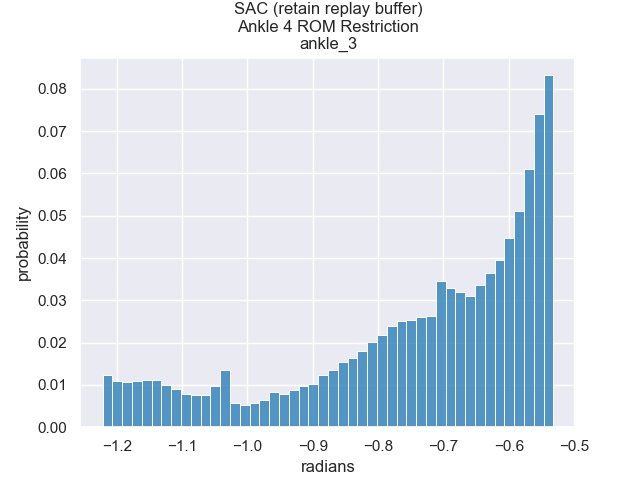 SAC (retain replay buffer)
Ankle 4 ROM Restriction
ankle_3
probability
0.08
0.07
0.06
0.05
0.04
0.03
0.02
0.01
0.00
−1.2 −1.1 −1.0 −0.9 −0.8 −0.7 −0.6 −0.5
radians